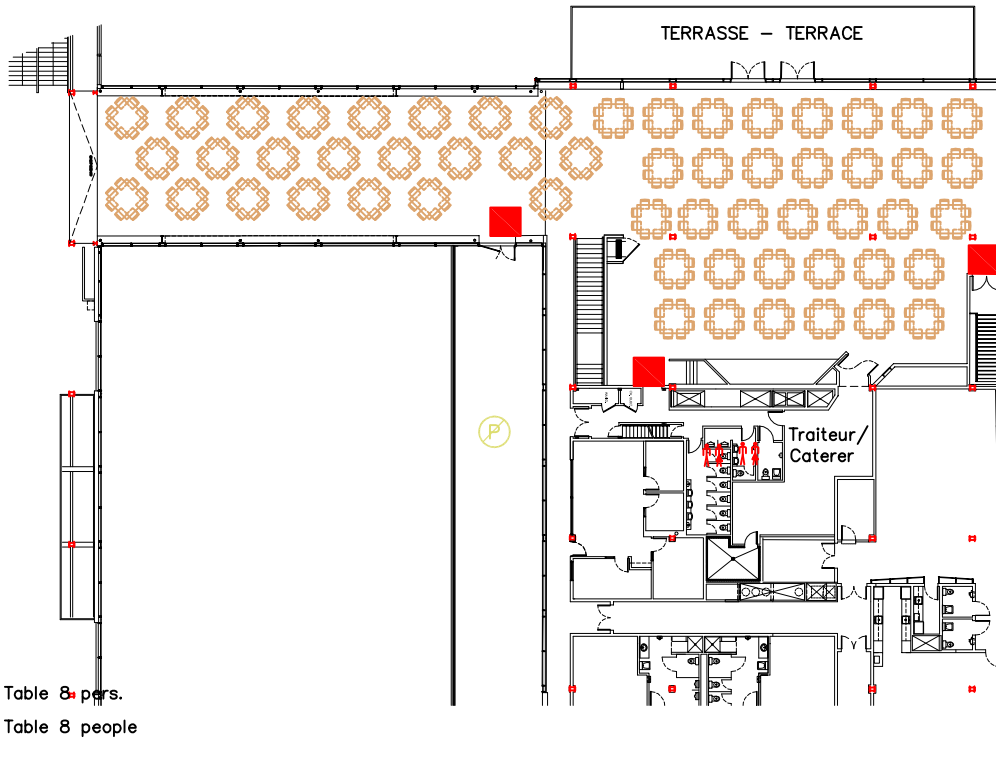 TERRASSE – TERRACE
P
Traiteur/
Caterer
Table 8 pers.
Table 8 people